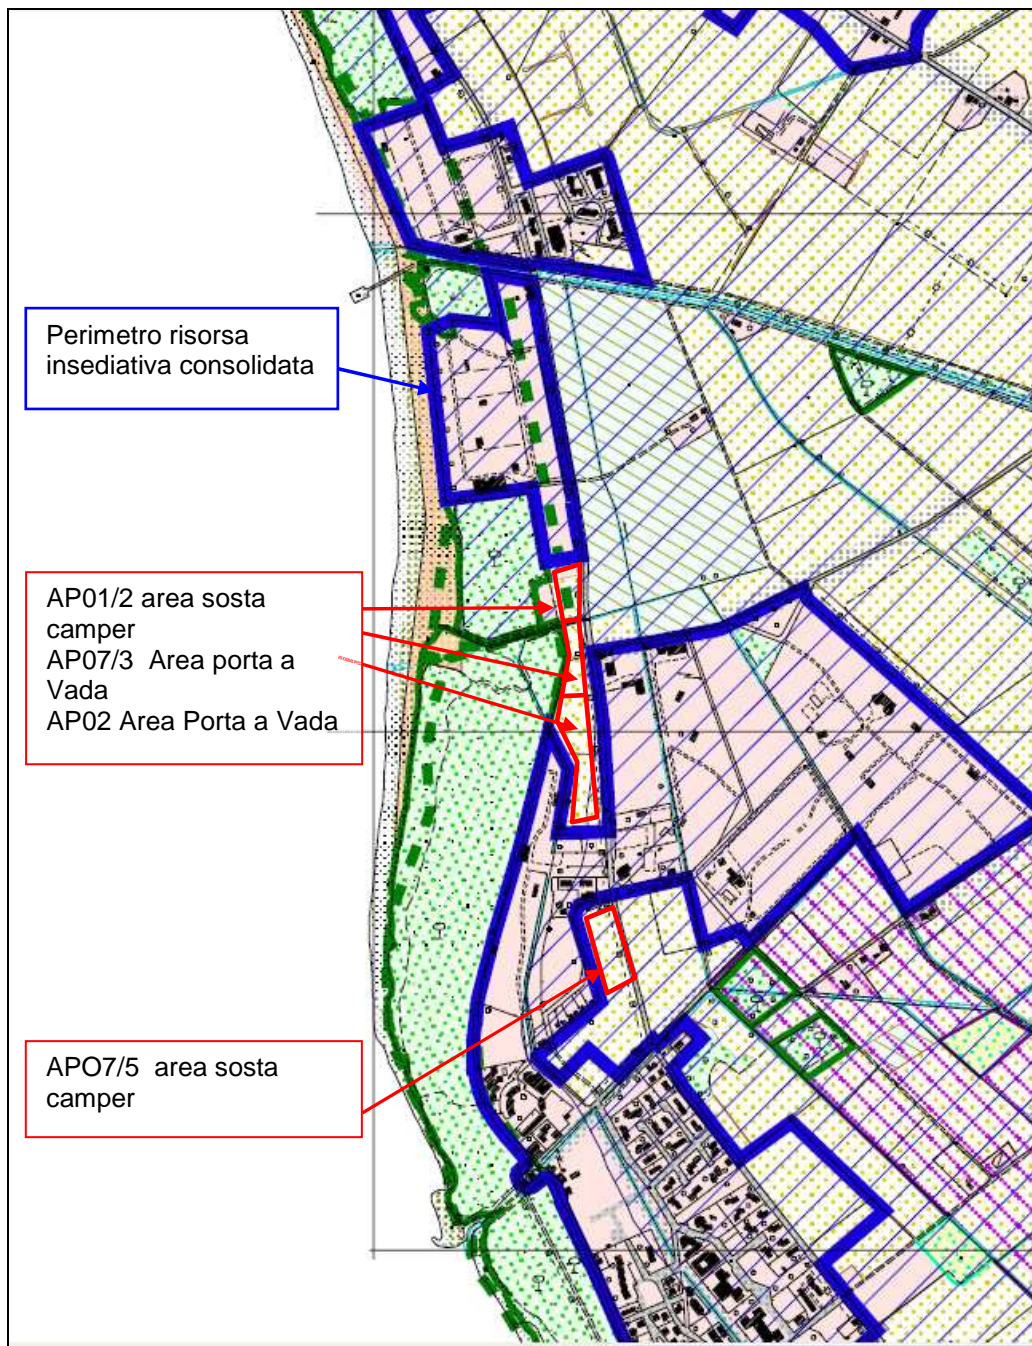 Perimetro risorsa
insediativa consolidata
AP01/2 area sosta
camper
AP07/3 Area porta a
Vada
AP02 Area Porta a Vada
APO7/5 area sosta
camper